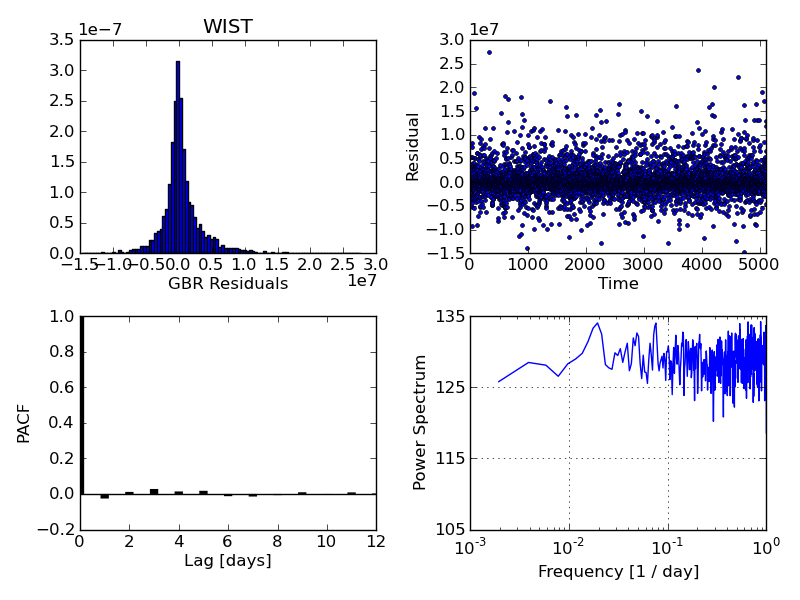 WIST
1e−7
3.5
3.0
2.5
2.0
1.5
1.0
0.5
0.0
−1.5 −1.0 −0.5 0.0 0.5 1.0 1.5 2.0 2.5 3.0
GBR Residuals
1e7
1e7
3.0
2.5
2.0
1.5
1.0
0.5
0.0
−0.5
−1.0
−1.5
Residual
0 1000 2000 3000 4000 5000
Time
1.0
0.8
0.6
0.4
0.2
0.0
−0.2
PACF
0 2 4 6 8 10 12
Lag [days]
135
125
115
105
Power Spectrum
10⁻³ 10⁻² 10⁻¹ 10⁰
Frequency [1 / day]